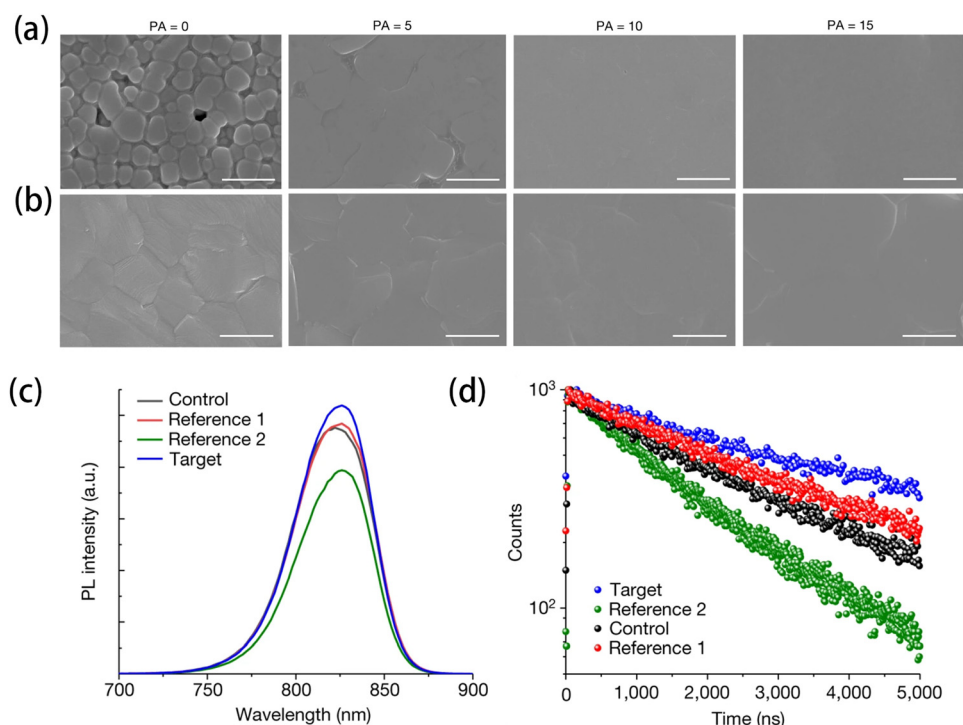 (a)
PA = 0
PA = 5
PA = 10
PA = 15
(b)
(c)
Control
Reference 1
Reference 2
Target
PL intensity (a.u.)
700
750
800
850
900
Wavelength (nm)
(d)
10³
10²
Counts
Target
Reference 2
Control
Reference 1
0
1,000
2,000
3,000
4,000
5,000
Time (ns)